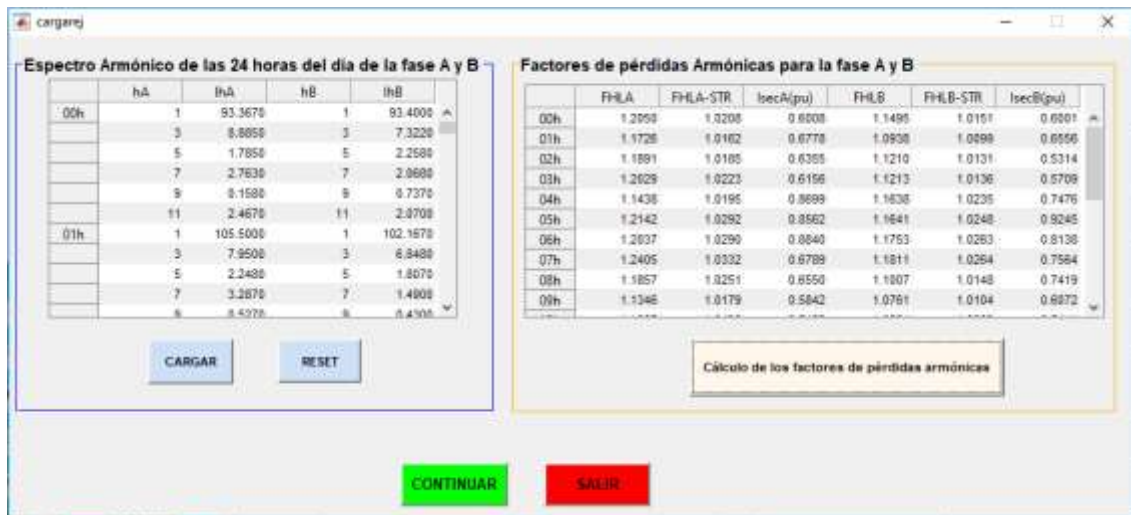 cargarej
Espectro Armónico de las 24 horas del día de la fase A y B
hA IhA hB IhB
00h 1 93.3670 1 93.4000
3 8.8850 3 7.3220
5 1.7850 5 2.2580
7 2.7630 7 2.0680
9 0.1580 9 0.7370
11 2.4670 11 2.0700
01h 1 105.5000 1 102.1670
3 7.9500 3 6.8480
5 2.2480 5 1.8070
7 3.2870 7 1.4900
9 0.5270 9 0.4300
CARGAR RESET
Factores de pérdidas Armónicas para la fase A y B
FHLA FHLA-STR IsecA(pu) FHLB FHLB-STR IsecB(pu)
00h 1.2050 1.0208 0.6008 1.1495 1.0151 0.6001
01h 1.1726 1.0162 0.6778 1.0938 1.0099 0.6556
02h 1.1891 1.0185 0.6355 1.1210 1.0131 0.5314
03h 1.2029 1.0223 0.6156 1.1213 1.0136 0.5709
04h 1.1438 1.0195 0.8699 1.1638 1.0235 0.7476
05h 1.2142 1.0292 0.8562 1.1641 1.0248 0.9245
06h 1.2037 1.0290 0.8840 1.1753 1.0263 0.8138
07h 1.2405 1.0332 0.6789 1.1811 1.0264 0.7564
08h 1.1857 1.0251 0.6550 1.1007 1.0148 0.7419
09h 1.1346 1.0179 0.5842 1.0761 1.0104 0.6072
Cálculo de los factores de pérdidas armónicas
CONTINUAR SALIR